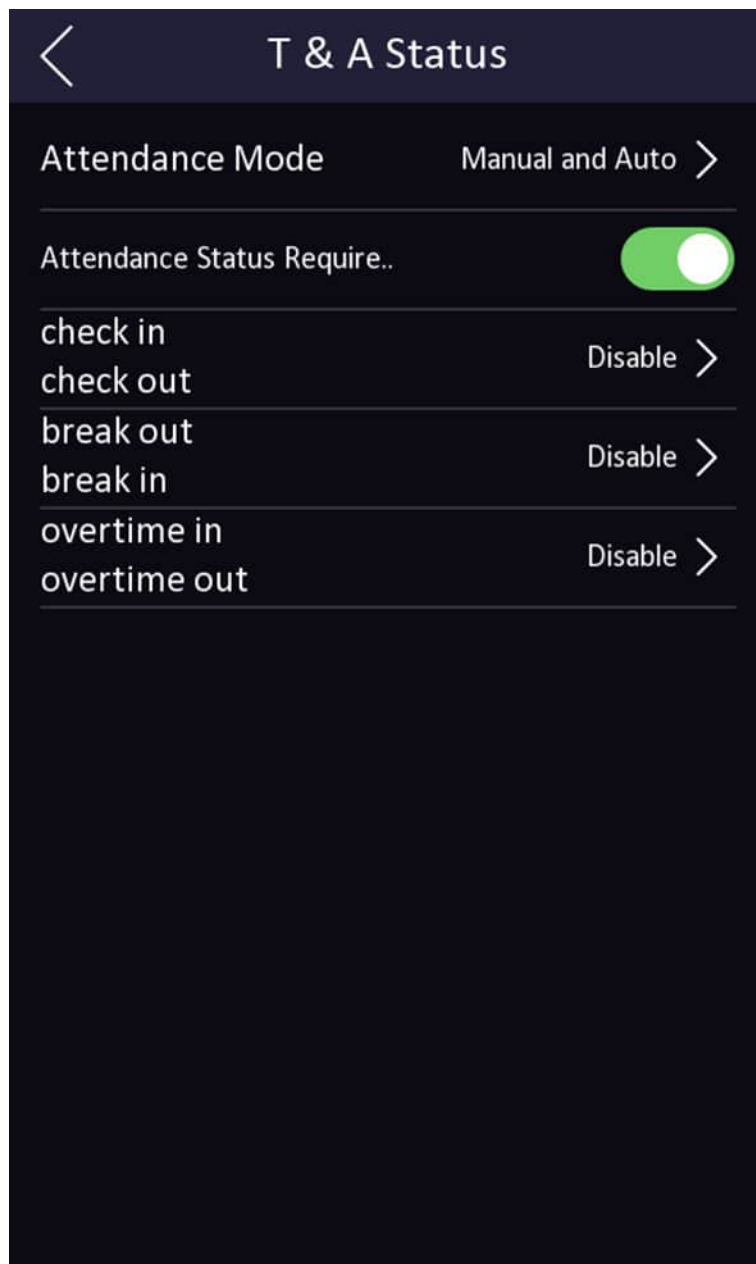 T & A Status
Attendance Mode Manual and Auto
Attendance Status Require..
check in
check out
Disable
break out
break in
Disable
overtime in
overtime out
Disable